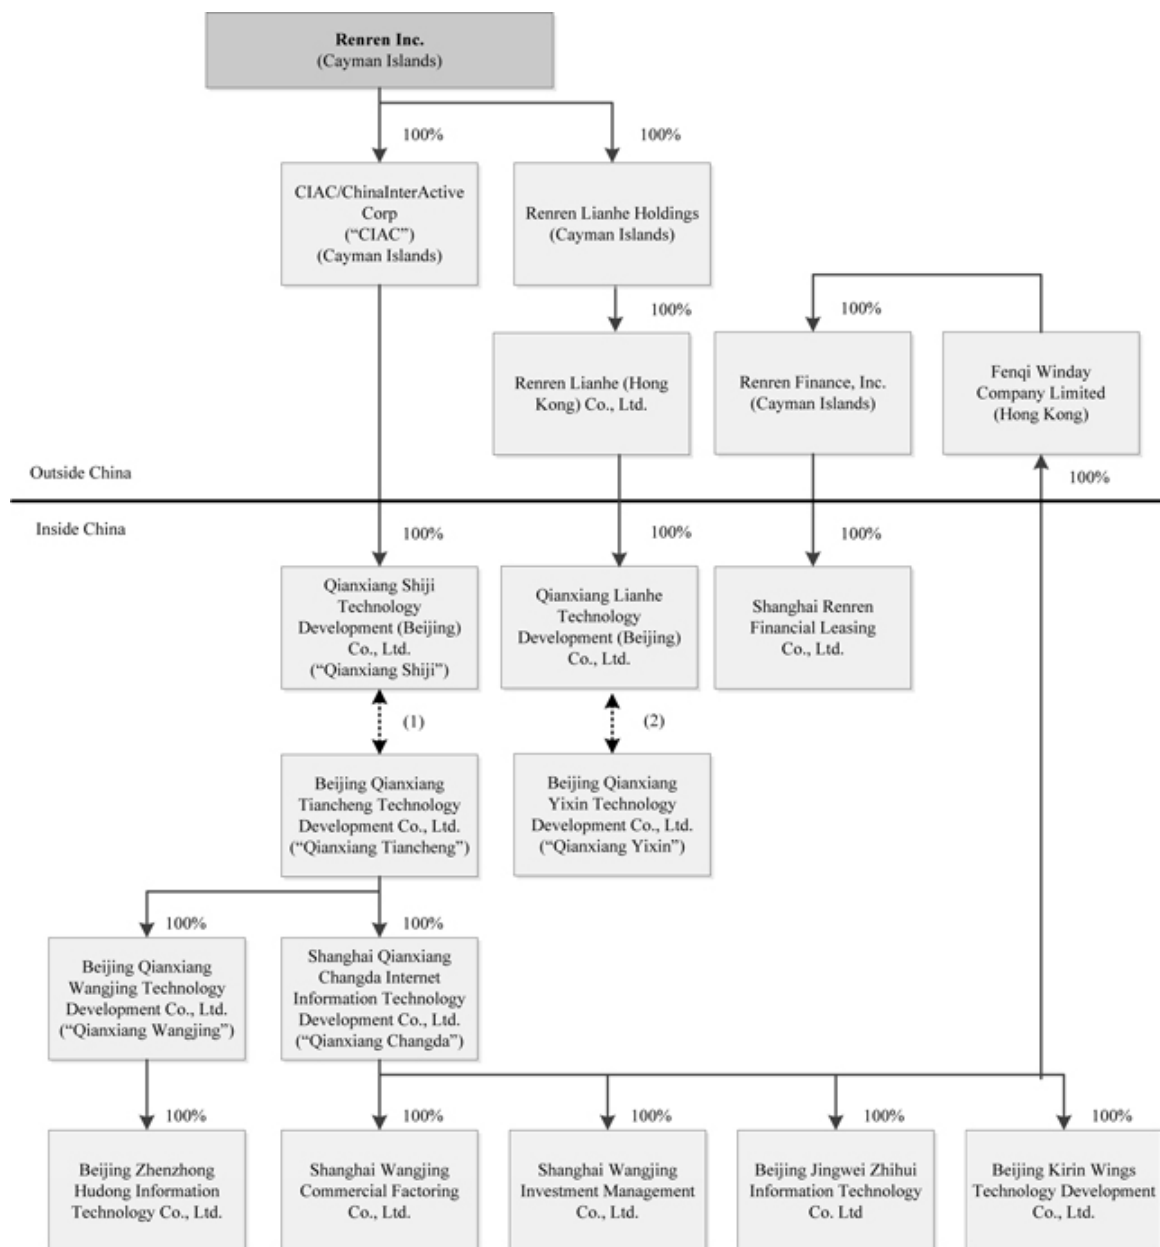 Renren Inc.
(Cayman Islands)
100%
100%
CIAC/ChinaInterActive
Corp
(“CIAC”)
(Cayman Islands)
Renren Lianhe Holdings
(Cayman Islands)
100%
100%
Renren Lianhe (Hong
Kong) Co., Ltd.
Renren Finance, Inc.
(Cayman Islands)
Fenqi Winday
Company Limited
(Hong Kong)
Outside China
100%
Inside China
100%
100%
100%
Qianxiang Shiji
Technology
Development (Beijing)
Co., Ltd.
(“Qianxiang Shiji”)
Qianxiang Lianhe
Technology
Development (Beijing)
Co., Ltd.
Shanghai Renren
Financial Leasing
Co., Ltd.
(1)
(2)
Beijing Qianxiang
Tiancheng Technology
Development Co., Ltd.
(“Qianxiang Tiancheng”)
Beijing Qianxiang
Yixin Technology
Development Co., Ltd.
(“Qianxiang Yixin”)
100%
100%
Beijing Qianxiang
Wangjing Technology
Development Co., Ltd.
(“Qianxiang Wangjing”)
Shanghai Qianxiang
Changda Internet
Information Technology
Development Co., Ltd.
(“Qianxiang Changda”)
100%
100%
100%
100%
100%
Beijing Zhenzhong
Hudong Information
Technology Co., Ltd.
Shanghai Wangjing
Commercial Factoring
Co., Ltd.
Shanghai Wangjing
Investment Management
Co., Ltd.
Beijing Jingwei Zhihui
Information Technology
Co. Ltd
Beijing Kirin Wings
Technology Development
Co., Ltd.